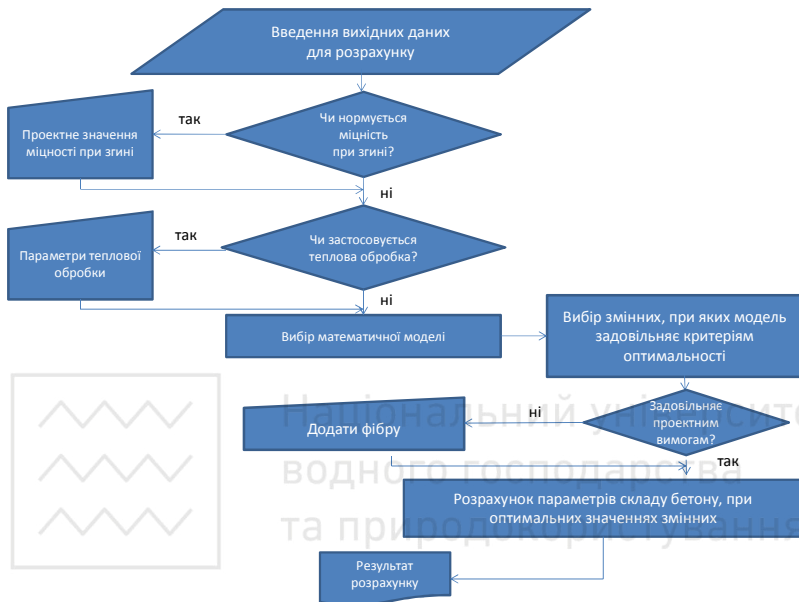 Введення вихідних даних
для розрахунку
Чи нормується
міцність
при згині?
так
Проектне значення
міцності при згині
ні
Чи застосовується
теплова обробка?
так
Параметри теплової
обробки
ні
Вибір математичної моделі
Вибір змінних, при яких модель
задовільняє критеріям
оптимальності
Задовільняє
проектним
вимогам?
ні
Додати фібру
так
Розрахунок параметрів складу бетону, при
оптимальних значеннях змінних
Результат
розрахунку
Національний університе
водного господарства
та природокористування